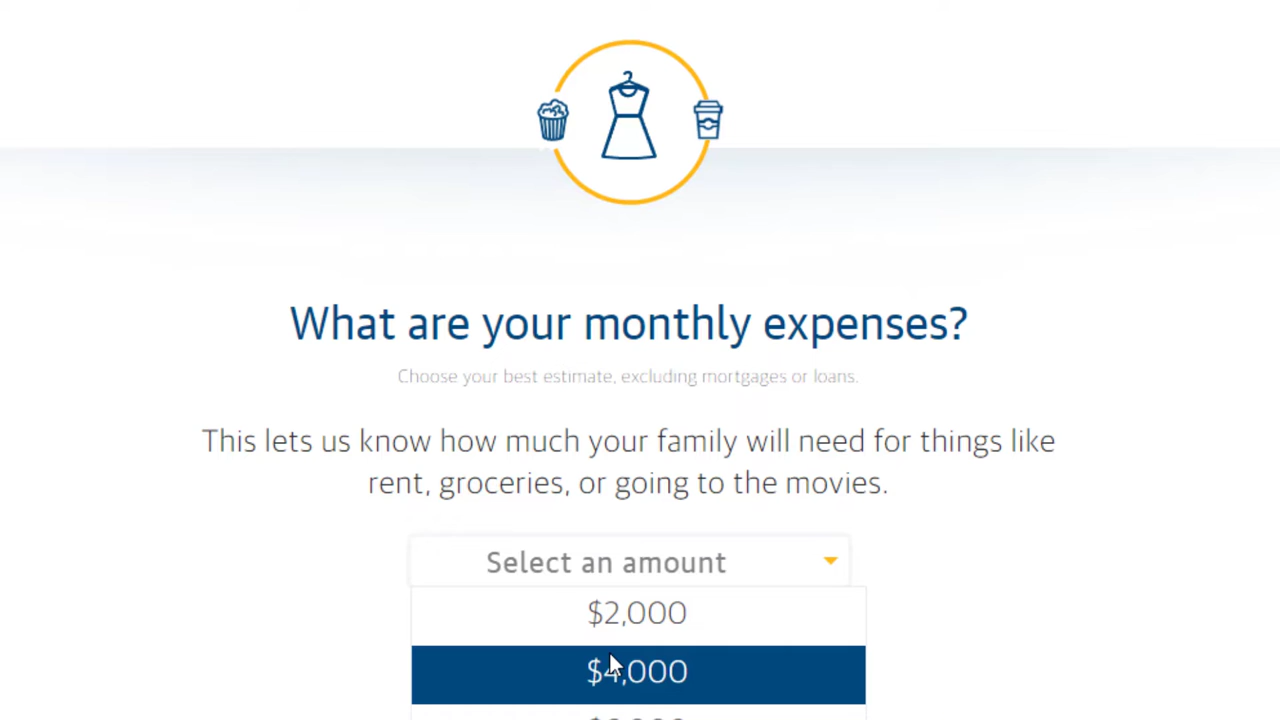 What are your monthly expenses?
Choose your best estimate, excluding mortgages or loans.
This lets us know how much your family will need for things like
rent, groceries, or going to the movies.
Select an amount
$2,000
$4,000